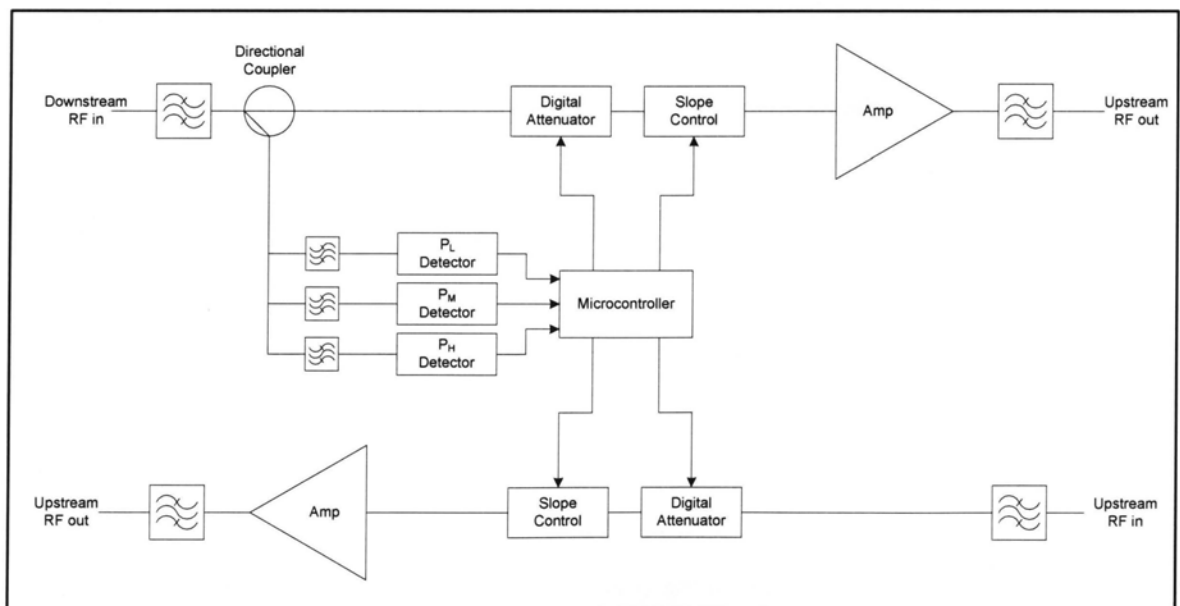 Directional
Coupler
Downstream
RF in
Digital
Attenuator
Slope
Control
Amp
Upstream
RF out
PL
Detector
PM
Detector
PH
Detector
Microcontroller
Upstream
RF out
Amp
Slope
Control
Digital
Attenuator
Upstream
RF in